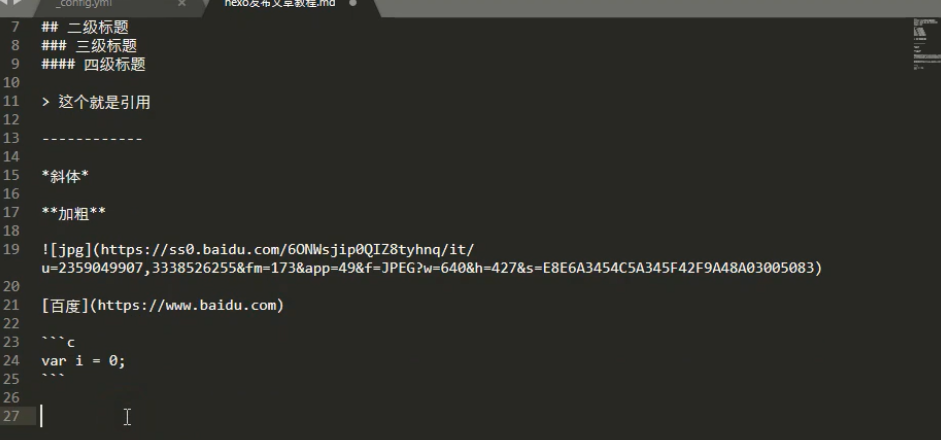 _config.yml
hexo发布文章教程.md
7 ## 二级标题
8 ### 三级标题
9 #### 四级标题
10
11 > 这个就是引用
12
13 ------------
14
15 *斜体*
16
17 **加粗**
18
19 ![jpg](https://ss0.baidu.com/6ONWsjip0QIZ8tyhnq/it/
u=2359049907,3338526255&fm=173&app=49&f=JPEG?w=640&h=427&s=E8E6A3454C5A345F42F9A48A03005083)
20
21 [百度](https://www.baidu.com)
22
23 ```c
24 var i = 0;
25 ```
26
27